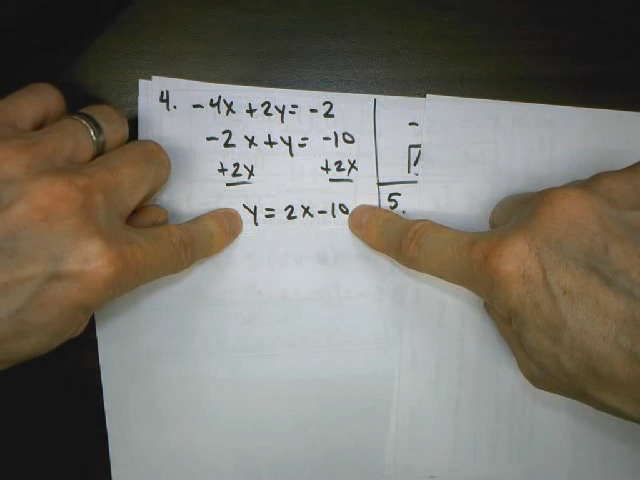 4. -4x + 2y = -2
-2x + y = -10
+2x +2x
y = 2x - 10
5.